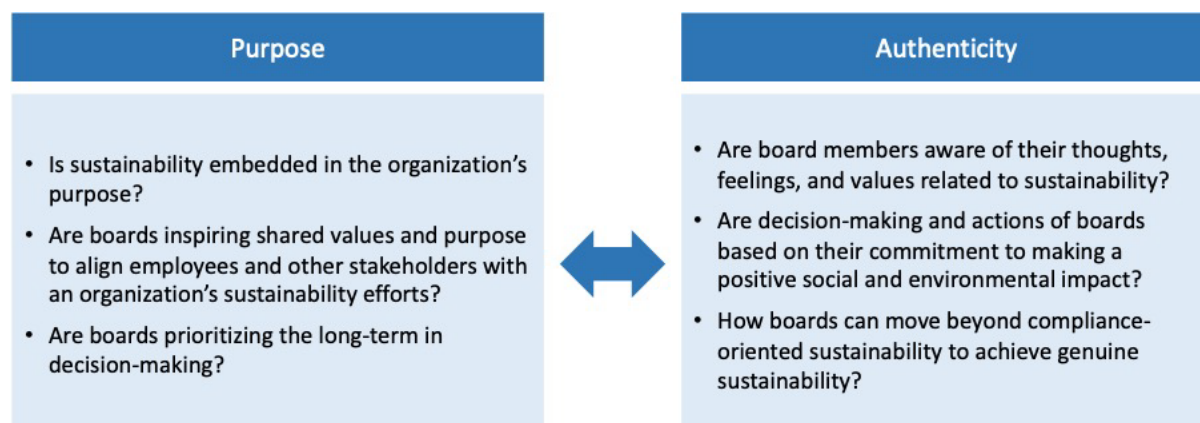 Purpose
• Is sustainability embedded in the organization's
purpose?
• Are boards inspiring shared values and purpose
to align employees and other stakeholders with
an organization's sustainability efforts?
• Are boards prioritizing the long-term in
decision-making?
Authenticity
• Are board members aware of their thoughts,
feelings, and values related to sustainability?
• Are decision-making and actions of boards
based on their commitment to making a
positive social and environmental impact?
• How boards can move beyond compliance-
oriented sustainability to achieve genuine
sustainability?